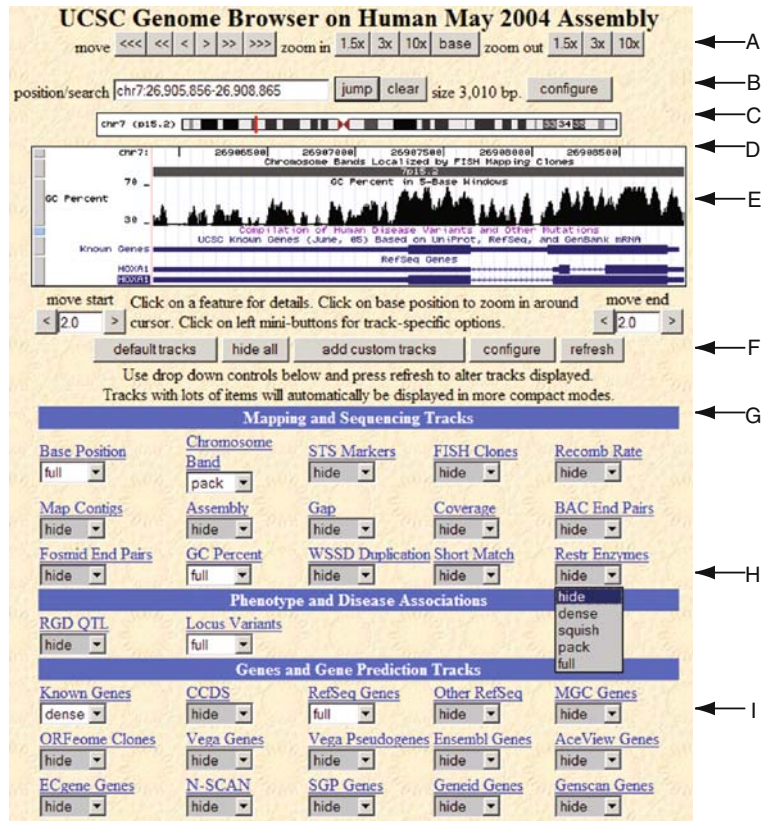 UCSC Genome Browser on Human May 2004 Assembly
move <<< << < > >> >>> zoom in 1.5x 3x 10x base zoom out 1.5x 3x 10x
A
position/search chr7:26,905,856-26,908,865 jump clear size 3,010 bp. configure
B
chr7 (p15.2) 34
C
chr7: 26906500| 26907000| 26907500| 26908000| 26908500|
D
Chromosome Bands Localized by FISH Mapping Clones
7p15.2
GC Percent in 5-Base Windows
70
GC Percent
E
30
Compilation of Human Disease Variants and Other Mutations
UCSC Known Genes (June, 05) Based on UniProt, RefSeq, and GenBank mRNA
Known Genes
RefSeq Genes
HOXA1
HOXA1
move start Click on a feature for details. Click on base position to zoom in around move end
< 2.0 > cursor. Click on left mini-buttons for track-specific options. < 2.0 >
default tracks hide all add custom tracks configure refresh
F
Use drop down controls below and press refresh to alter tracks displayed.
Tracks with lots of items will automatically be displayed in more compact modes.
Mapping and Sequencing Tracks
G
Base Position Chromosome Band STS Markers FISH Clones Recomb Rate
full pack hide hide hide
Map Contigs Assembly Gap Coverage BAC End Pairs
hide hide hide hide hide
Fosmid End Pairs GC Percent WSSD Duplication Short Match Restr Enzymes
hide full hide hide hide
H
hide
dense
squish
pack
full
Phenotype and Disease Associations
RGD QTL Locus Variants
hide full
Genes and Gene Prediction Tracks
Known Genes CCDS RefSeq Genes Other RefSeq MGC Genes
dense hide full hide hide
I
ORFeome Clones Vega Genes Vega Pseudogenes Ensembl Genes AceView Genes
hide hide hide hide hide
ECgene Genes N-SCAN SGP Genes Geneid Genes Genscan Genes
hide hide hide hide hide